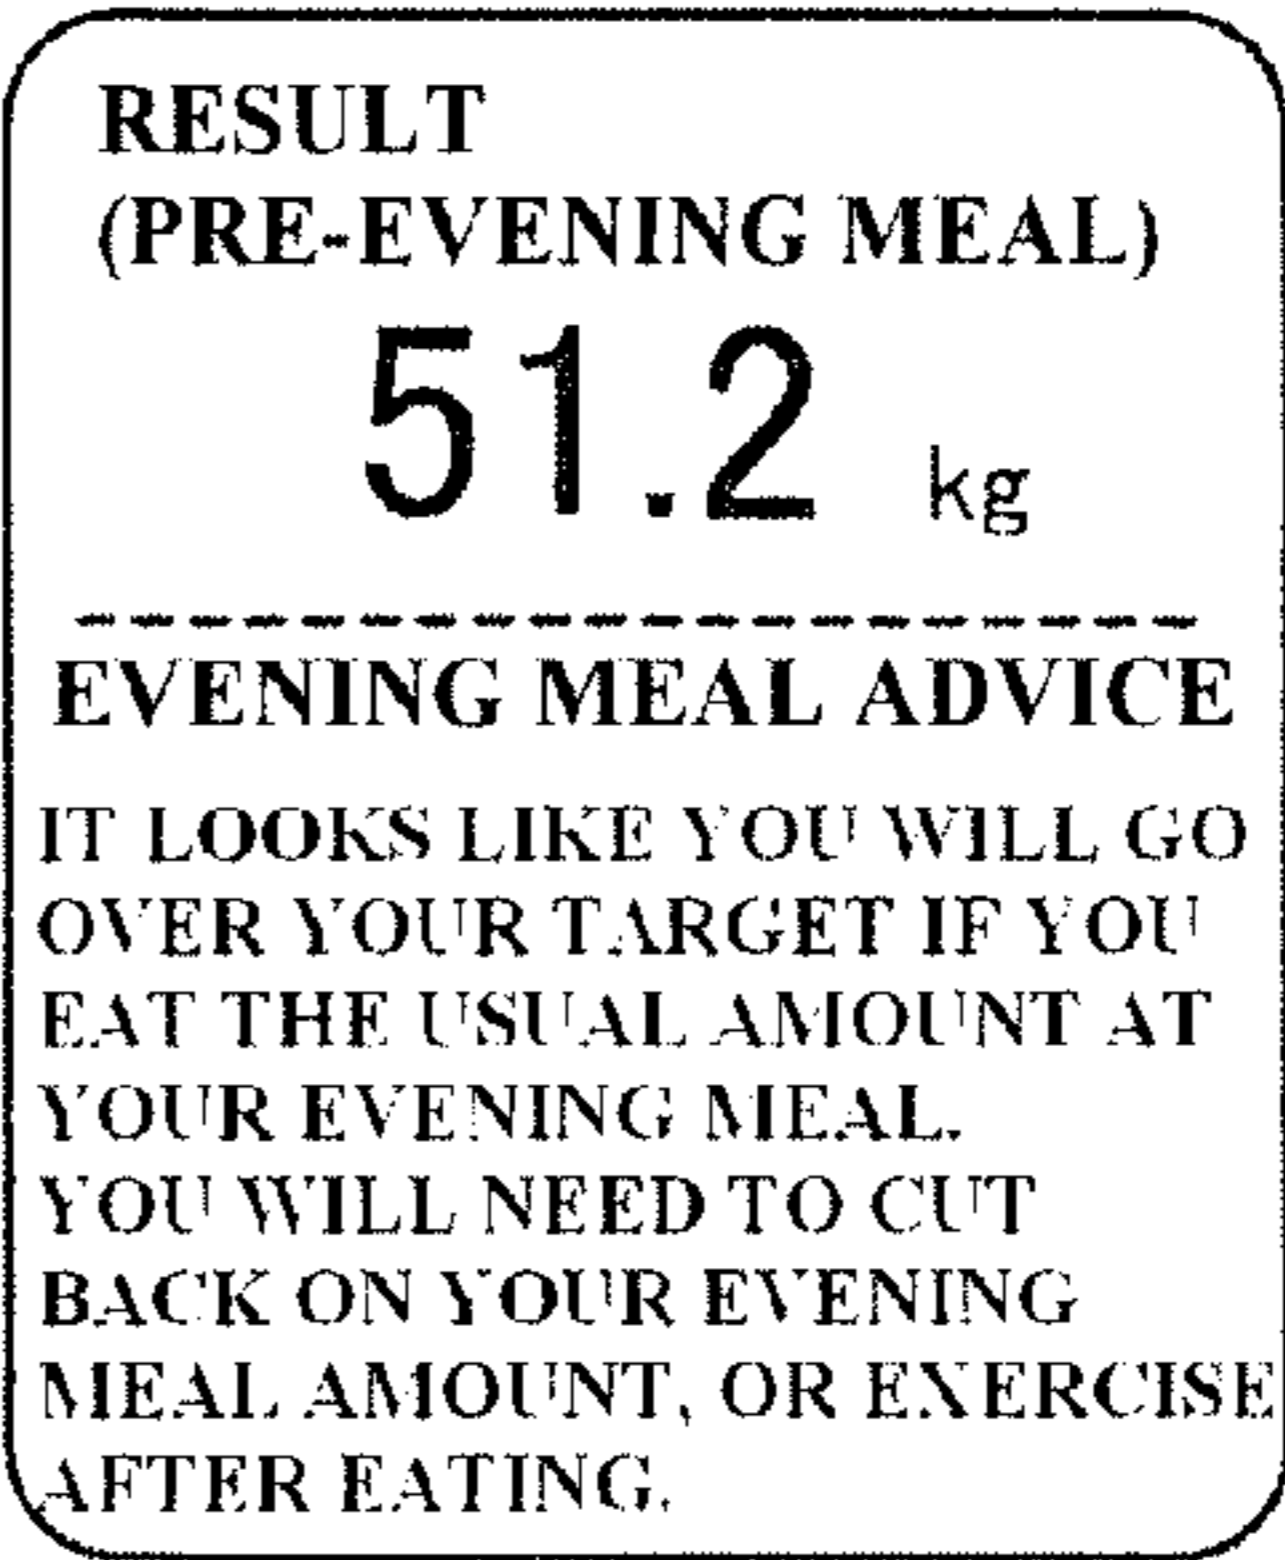 RESULT
(PRE-EVENING MEAL)
51.2 kg
EVENING MEAL ADVICE
IT LOOKS LIKE YOU WILL GO
OVER YOUR TARGET IF YOU
EAT THE USUAL AMOUNT AT
YOUR EVENING MEAL.
YOU WILL NEED TO CUT
BACK ON YOUR EVENING
MEAL AMOUNT, OR EXERCISE
AFTER EATING.